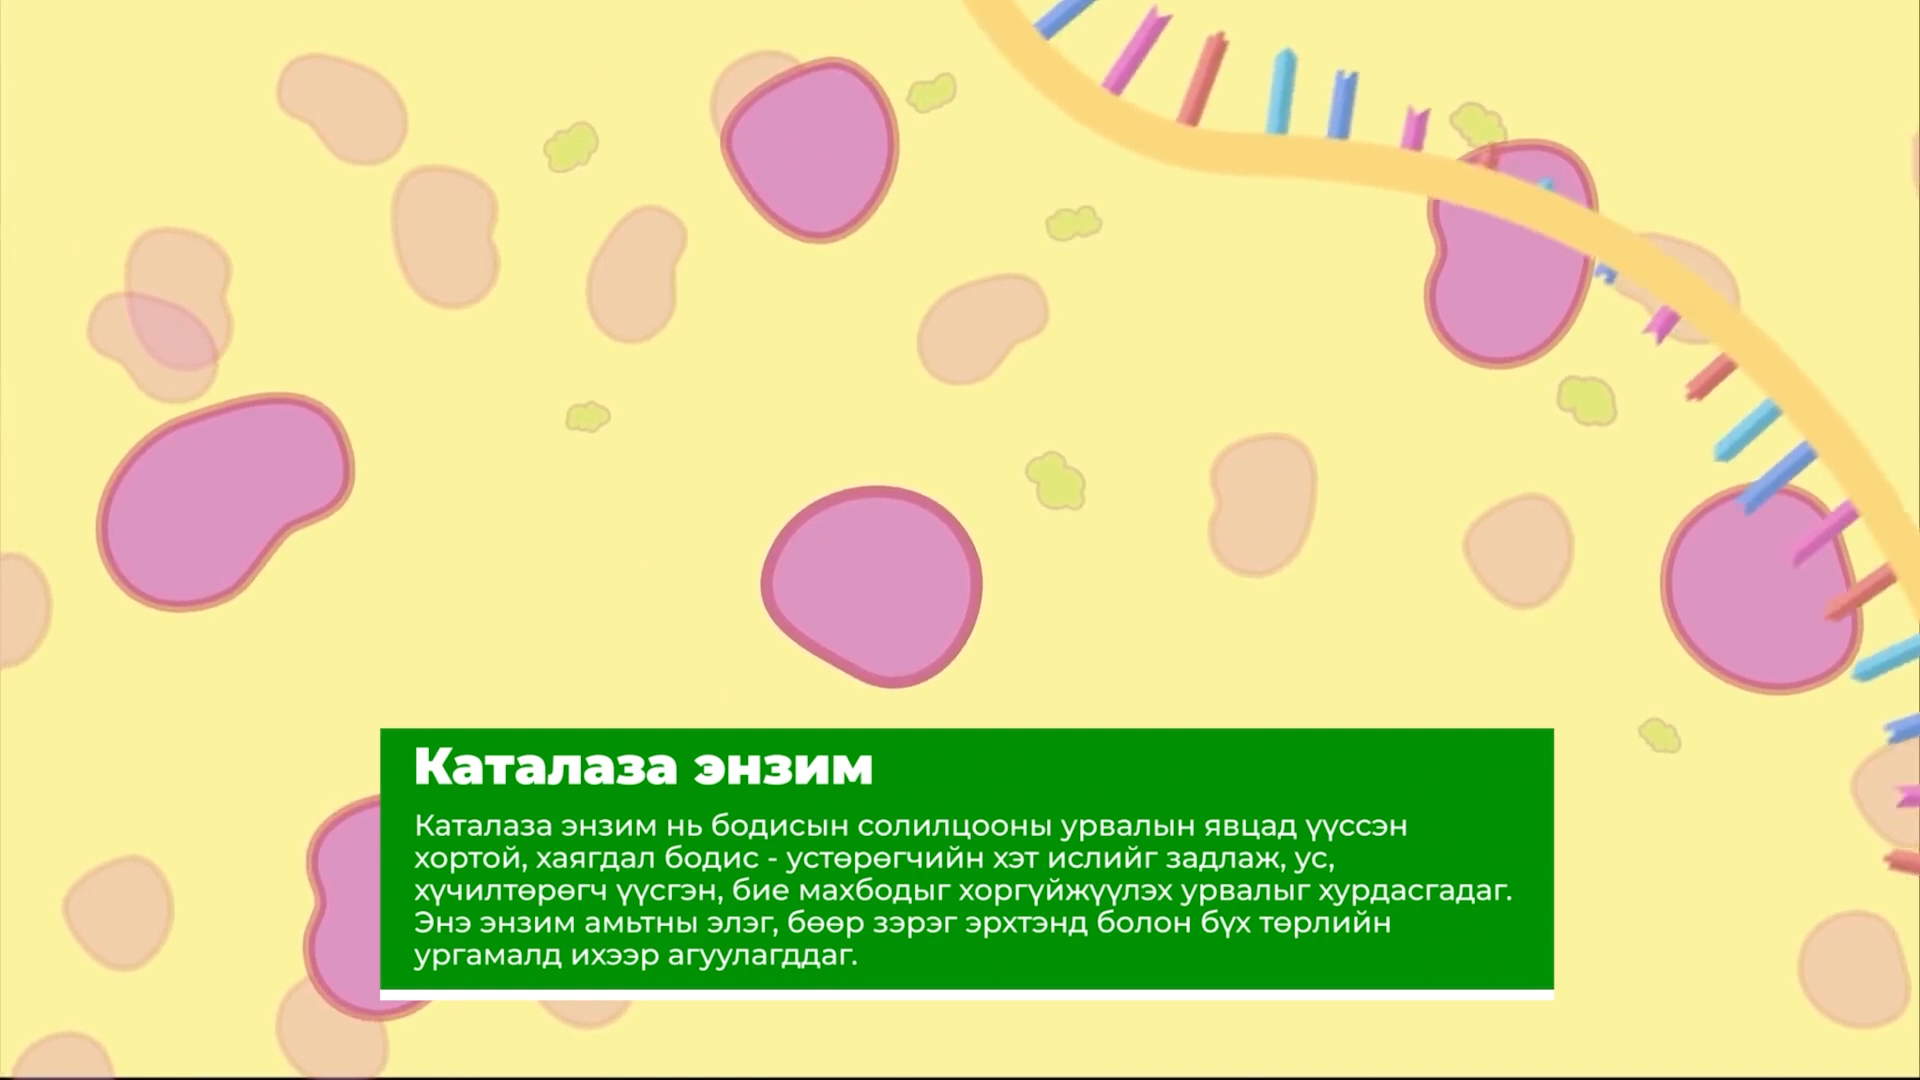 Каталаза энзим
Каталаза энзим нь бодисын солилцооны урвалын явцад үүссэн
хортой, хаягдал бодис - устөрөгчийн хэт ислийг задлаж, ус,
хүчилтөрөгч үүсгэн, бие махбодыг хоргүйжүүлэх урвалыг хурдасгадаг.
Энэ энзим амьтны элэг, бөөр зэрэг эрхтэнд болон бүх төрлийн
ургамалд ихээр агуулагддаг.